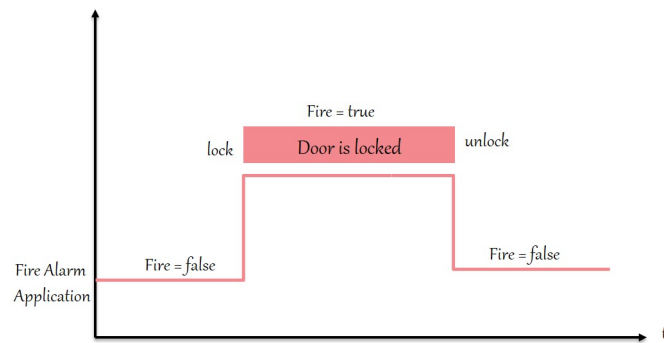 Fire = true
lock
Door is locked
unlock
Fire = false
Fire = false
Fire Alarm
Application
t